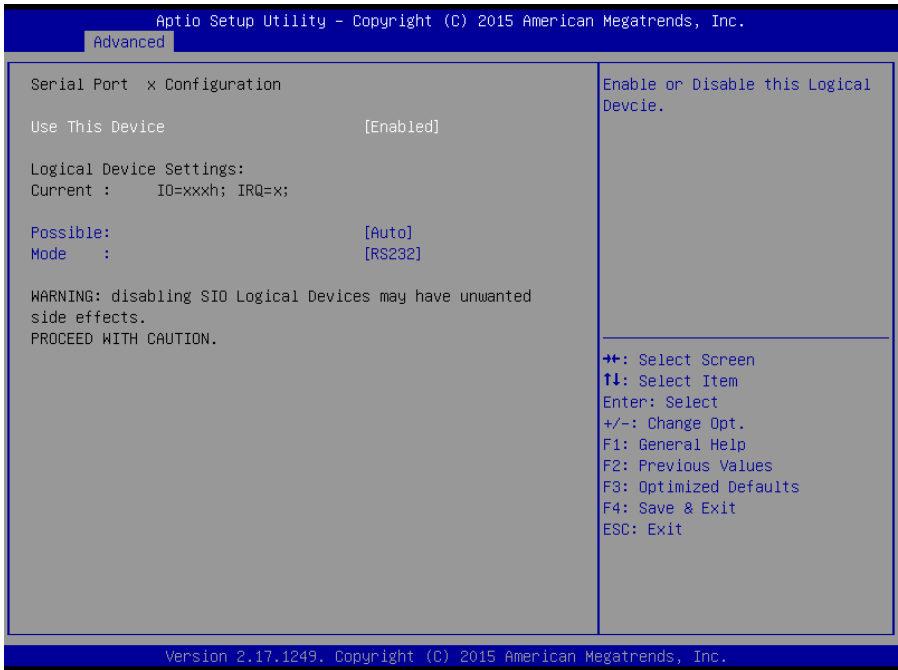 Aptio Setup Utility – Copyright (C) 2015 American Megatrends, Inc.
Advanced
Serial Port x Configuration
Use This Device [Enabled]
Logical Device Settings:
Current : IO=xxxh; IRQ=x;
Possible: [Auto]
Mode : [RS232]
WARNING: disabling SIO Logical Devices may have unwanted
side effects.
PROCEED WITH CAUTION.
Enable or Disable this Logical
Devcie.
→←: Select Screen
↑↓: Select Item
Enter: Select
+/-: Change Opt.
F1: General Help
F2: Previous Values
F3: Optimized Defaults
F4: Save & Exit
ESC: Exit
Version 2.17.1249. Copyright (C) 2015 American Megatrends, Inc.